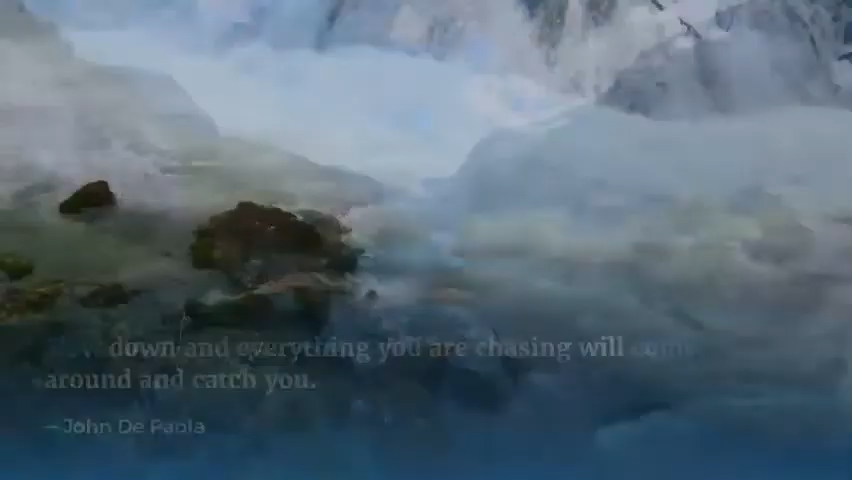 down and everything you are chasing will
around and catch you.
— John De Paola